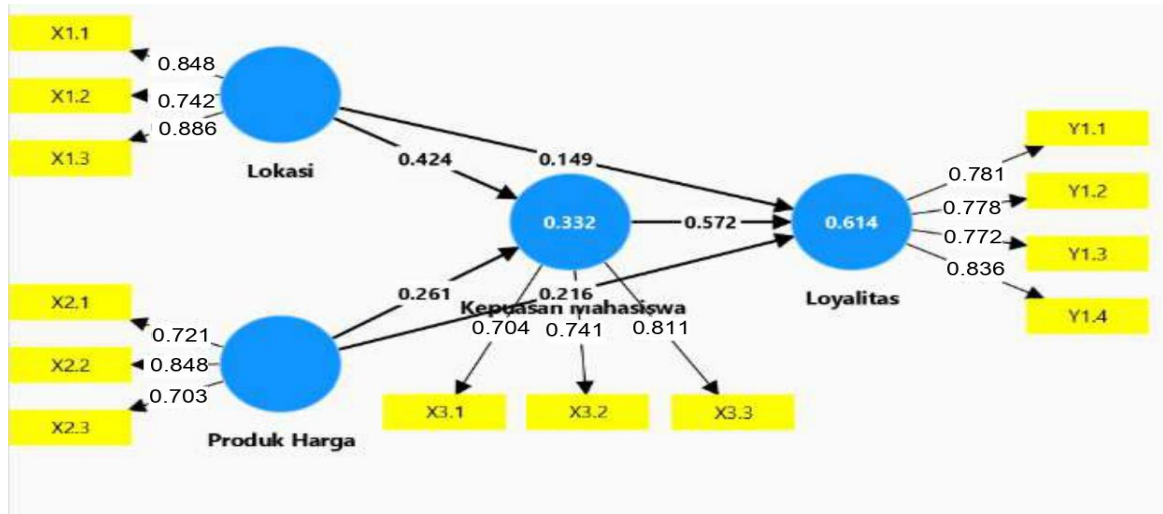 X1.1
0.848
X1.2
0.742
0.886
X1.3
Lokasi
0.424
0.149
0.332
0.572
0.614
Y1.1
0.781
Y1.2
0.778
0.772
Y1.3
0.836
Loyalitas
Y1.4
X2.1
0.261
0.216
Kepuasan Mahasiswa
0.721
0.704
0.741
0.811
X2.2
0.848
0.703
X2.3
X3.1
X3.2
X3.3
Produk Harga